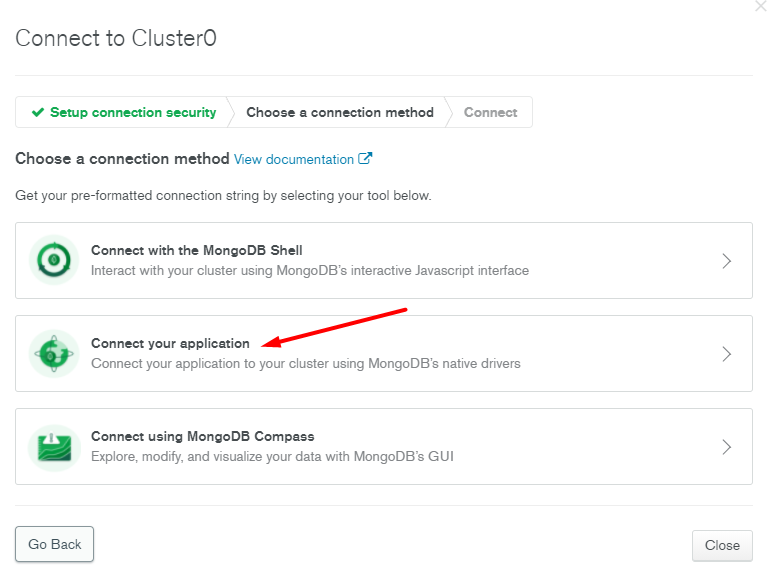 Connect to Cluster0
Setup connection security
Choose a connection method
Connect
Choose a connection method View documentation
Get your pre-formatted connection string by selecting your tool below.
Connect with the MongoDB Shell
Interact with your cluster using MongoDB's interactive Javascript interface
Connect your application
Connect your application to your cluster using MongoDB's native drivers
Connect using MongoDB Compass
Explore, modify, and visualize your data with MongoDB's GUI
Go Back
Close